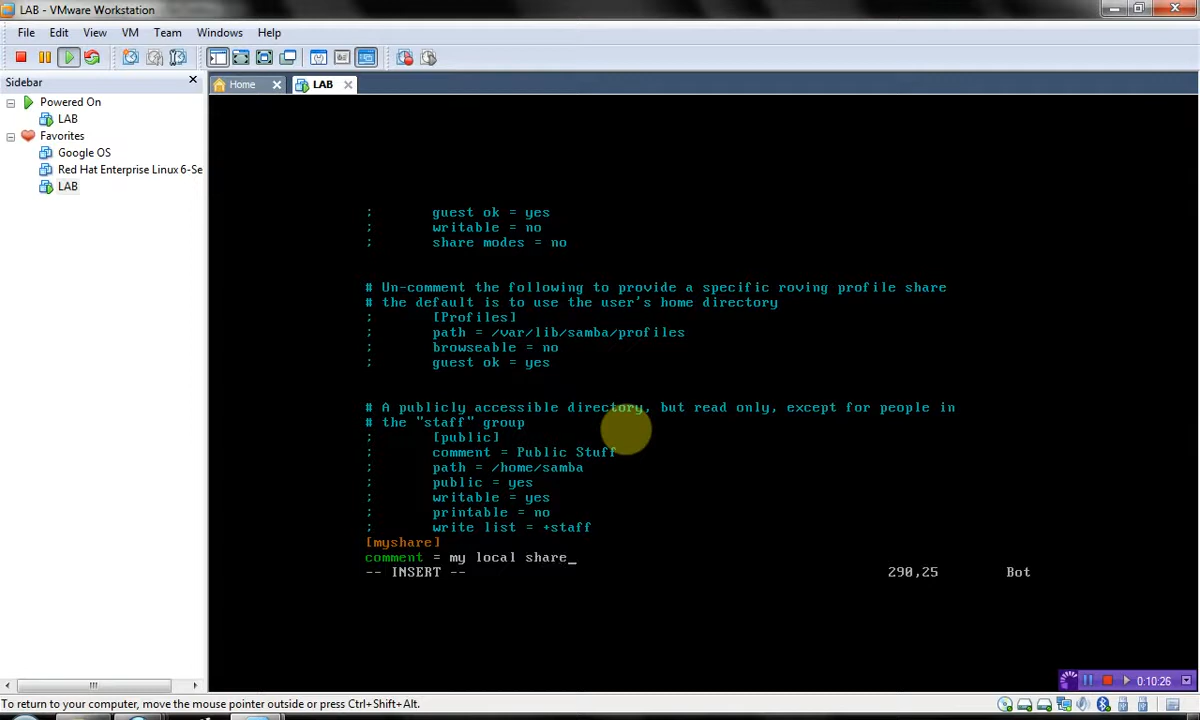 LAB - VMware Workstation
File Edit View VM Team Windows Help
Sidebar
Home
LAB
Powered On
LAB
Favorites
Google OS
Red Hat Enterprise Linux 6-Se
LAB
; guest ok = yes
; writable = no
; share modes = no
# Un-comment the following to provide a specific roving profile share
# the default is to use the user's home directory
; [Profiles]
; path = /var/lib/samba/profiles
; browseable = no
; guest ok = yes
# A publicly accessible directory, but read only, except for people in
# the "staff" group
; [public]
; comment = Public Stuff
; path = /home/samba
; public = yes
; writable = yes
; printable = no
; write list = +staff
[myshare]
comment = my local share_
-- INSERT -- 290,25 Bot
0:10:26
To return to your computer, move the mouse pointer outside or press Ctrl+Shift+Alt.